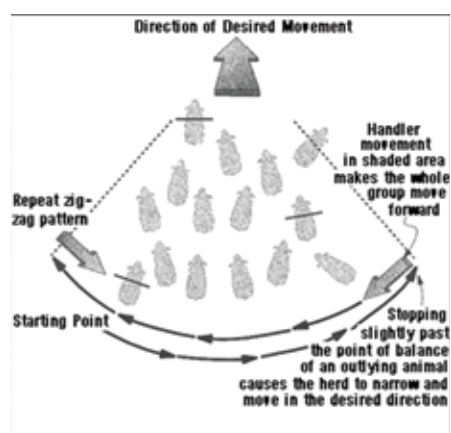 Direction of Desired Movement
Handler
movement
in shaded area
makes the whole
group move
forward
Repeat zig-
zag pattern
Starting Point
Stopping
slightly past
the point of balance
of an outlying animal
causes the herd to narrow and
move in the desired direction